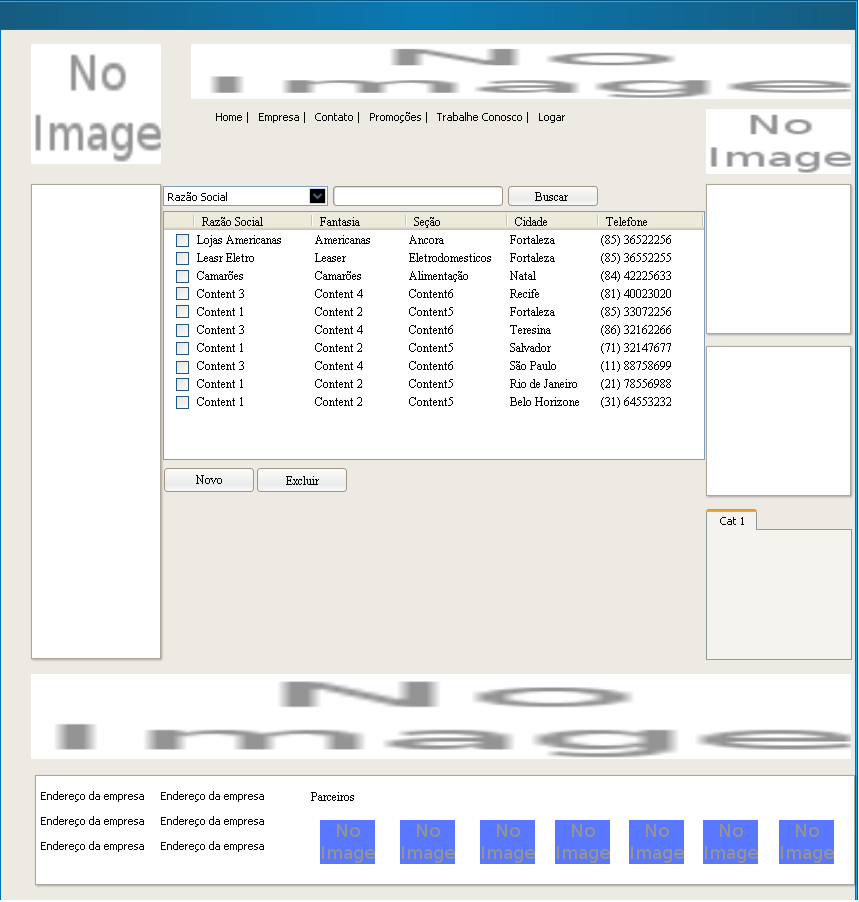 No
Image
No
Image
Home | Empresa | Contato | Promoções | Trabalhe Conosco | Logar
No
Image
Razão Social Buscar
Razão Social Fantasia Seção Cidade Telefone
Lojas Americanas Americanas Ancora Fortaleza (85) 36522256
Leasr Eletro Leaser Eletrodomesticos Fortaleza (85) 36552255
Camarões Camarões Alimentação Natal (84) 42225633
Content 3 Content 4 Content6 Recife (81) 40023020
Content 1 Content 2 Content5 Fortaleza (85) 33072256
Content 3 Content 4 Content6 Teresina (86) 32162266
Content 1 Content 2 Content5 Salvador (71) 32147677
Content 3 Content 4 Content6 São Paulo (11) 88758699
Content 1 Content 2 Content5 Rio de Janeiro (21) 78556988
Content 1 Content 2 Content5 Belo Horizone (31) 64553232
Novo Excluir
Cat 1
No
Image
Endereço da empresa Endereço da empresa Parceiros
Endereço da empresa Endereço da empresa
Endereço da empresa Endereço da empresa
No No No No No No No
Image Image Image Image Image Image Image